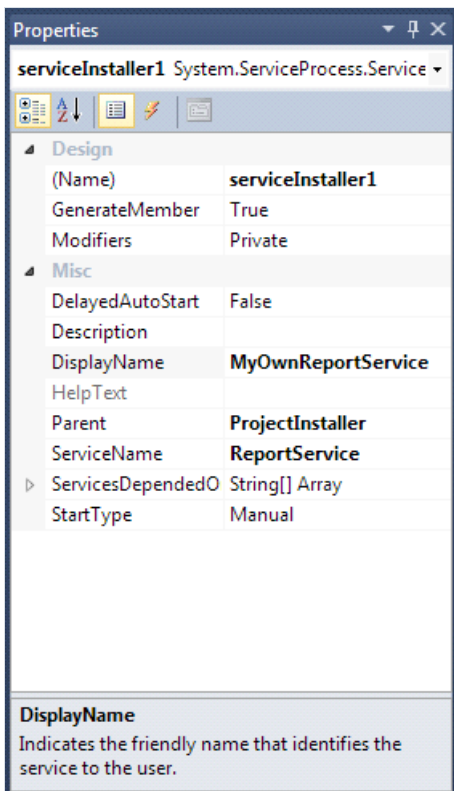 Properties
serviceInstaller1 System.ServiceProcess.Service
Design
(Name) serviceInstaller1
GenerateMember True
Modifiers Private
Misc
DelayedAutoStart False
Description
DisplayName MyOwnReportService
HelpText
Parent ProjectInstaller
ServiceName ReportService
ServicesDependedO String[] Array
StartType Manual
DisplayName
Indicates the friendly name that identifies the
service to the user.